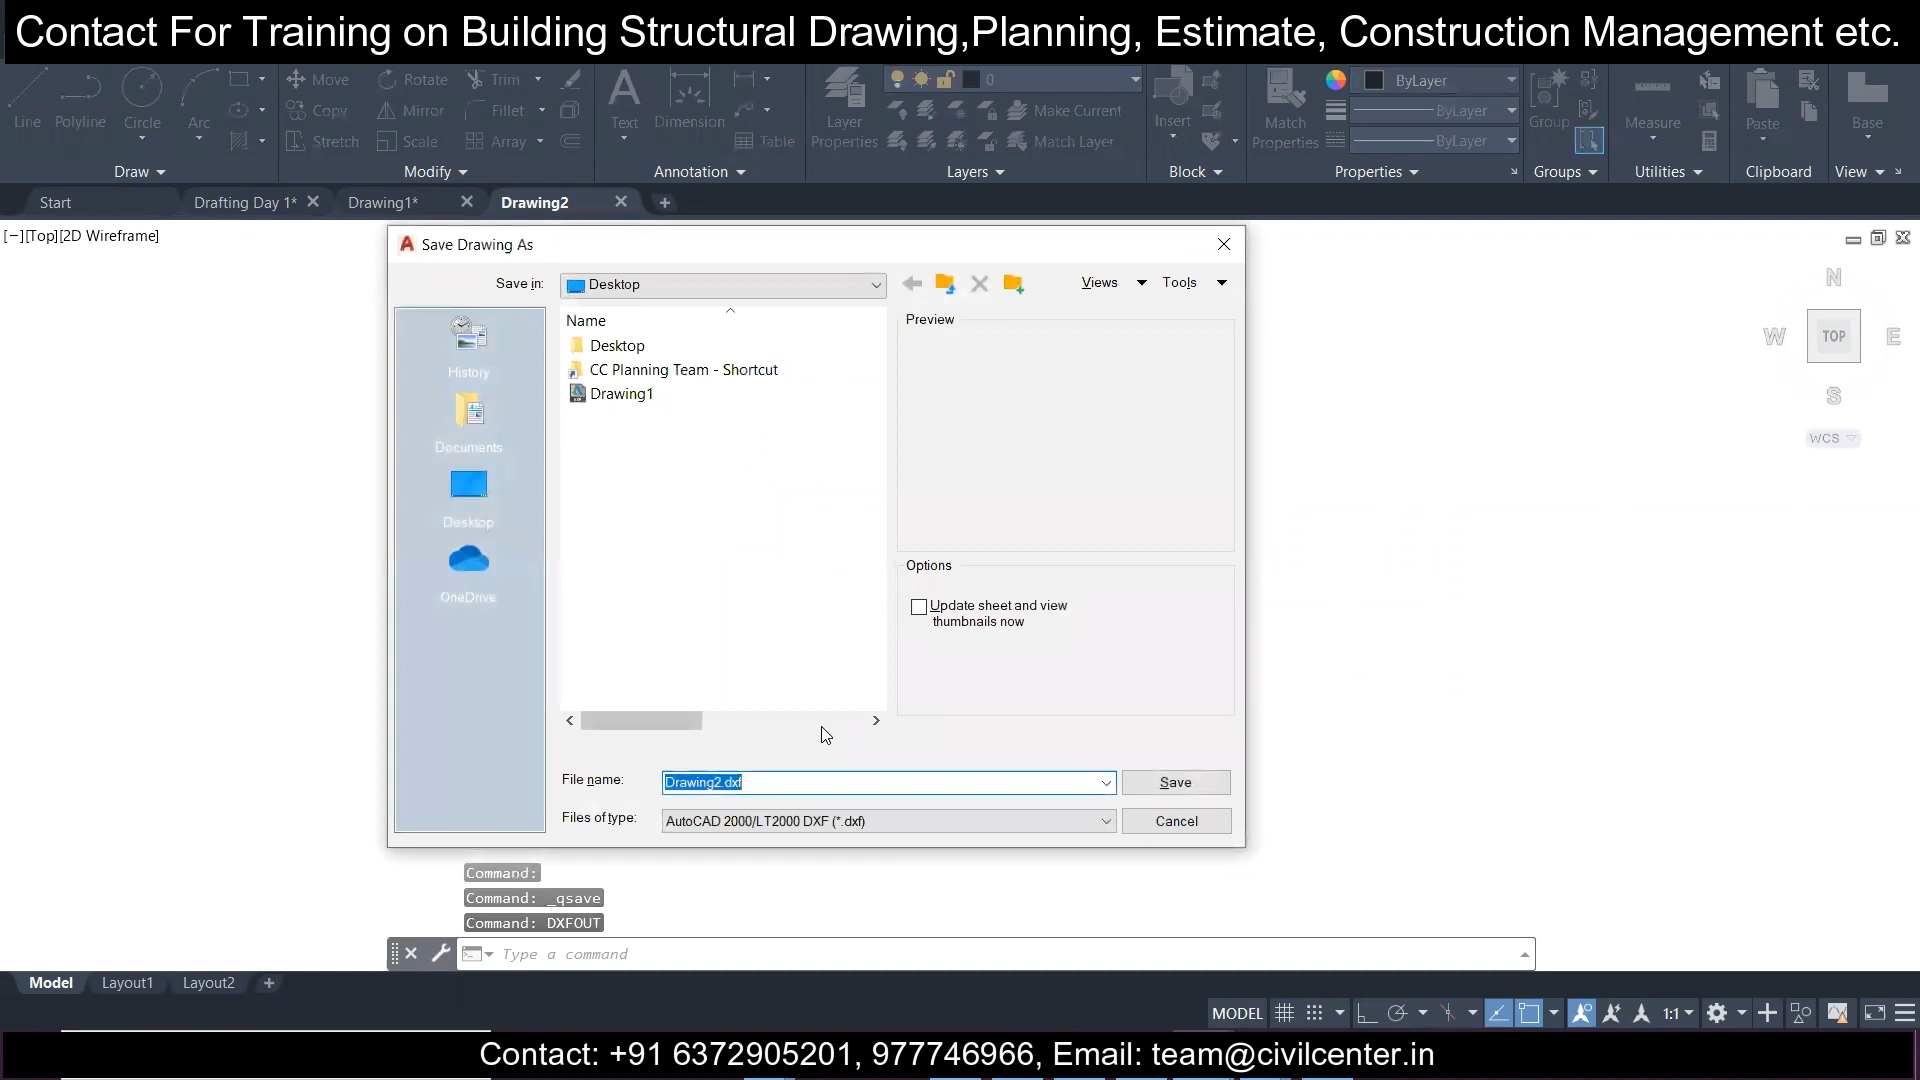 Contact For Training on Building Structural Drawing,Planning, Estimate, Construction Management etc.
Line Polyline Circle Arc
Move Rotate Trim
Copy Mirror Fillet
Stretch Scale Array
Text Dimension Table
Layer Properties
0
Make Current
Match Layer
Insert
Match Properties
ByLayer
ByLayer
ByLayer
Group Measure Paste Base
Draw Modify Annotation Layers Block Properties Groups Utilities Clipboard View
Start Drafting Day 1* Drawing1* Drawing2
[−][Top][2D Wireframe]
Save Drawing As
Save in: Desktop Views Tools
History
Documents
Desktop
OneDrive
Name
Desktop
CC Planning Team - Shortcut
Drawing1
Preview
Options
Update sheet and view
thumbnails now
File name: Drawing2.dxf Save
Files of type: AutoCAD 2000/LT2000 DXF (*.dxf) Cancel
N
W TOP E
S
WCS
Command:
Command: _qsave
Command: DXFOUT
Type a command
Model Layout1 Layout2
MODEL 1:1
Contact: +91 6372905201, 977746966, Email: team@civilcenter.in